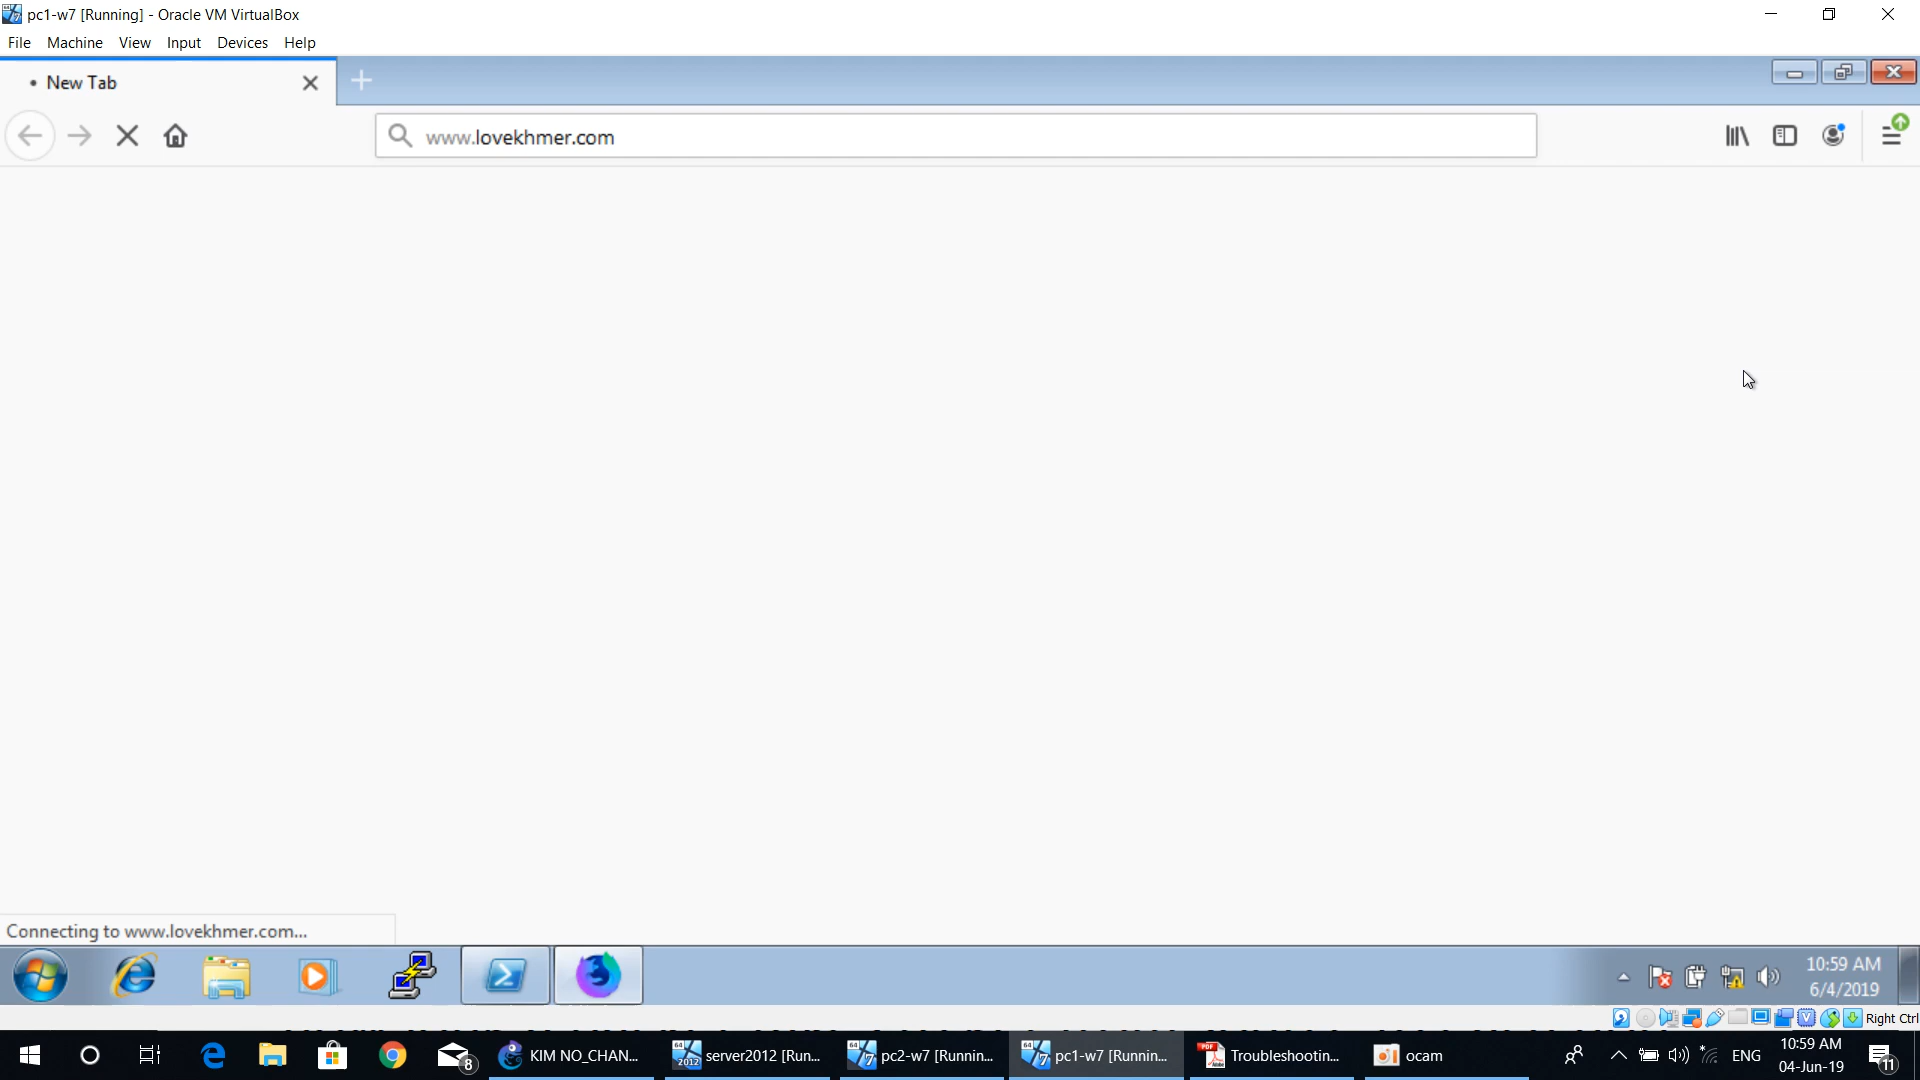 pc1-w7 [Running] - Oracle VM VirtualBox
File Machine View Input Devices Help
New Tab
www.lovekhmer.com
Connecting to www.lovekhmer.com...
10:59 AM
6/4/2019
Right Ctrl
8
KIM NO_CHAN...
server2012 [Run...
pc2-w7 [Runnin...
pc1-w7 [Runnin...
Troubleshootin...
ocam
ENG
10:59 AM
04-Jun-19
11